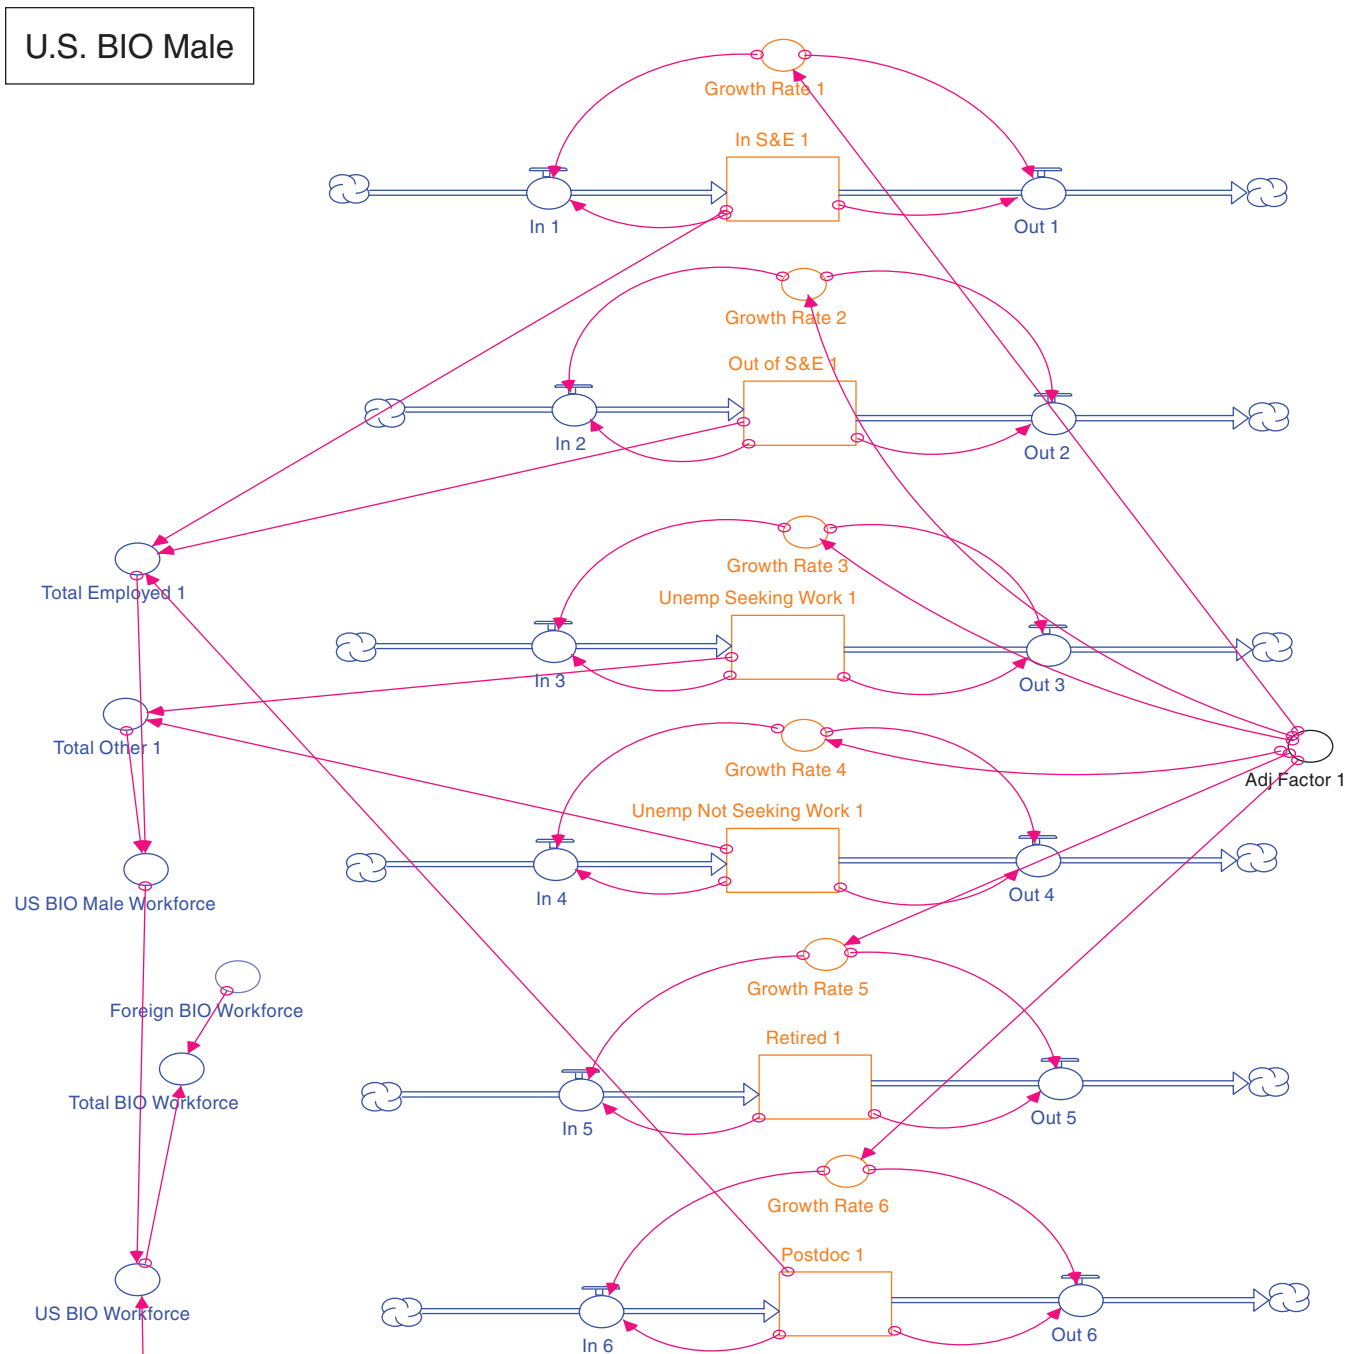 U.S. BIO Male
Growth Rate 1
In S&E 1
In 1
Out 1
Growth Rate 2
Out of S&E 1
In 2
Out 2
Growth Rate 3
Total Employed 1
Unemp Seeking Work 1
In 3
Out 3
Total Other 1
Growth Rate 4
Adj Factor 1
Unemp Not Seeking Work 1
In 4
Out 4
US BIO Male Workforce
Growth Rate 5
Foreign BIO Workforce
Retired 1
Total BIO Workforce
In 5
Out 5
Growth Rate 6
Postdoc 1
US BIO Workforce
In 6
Out 6